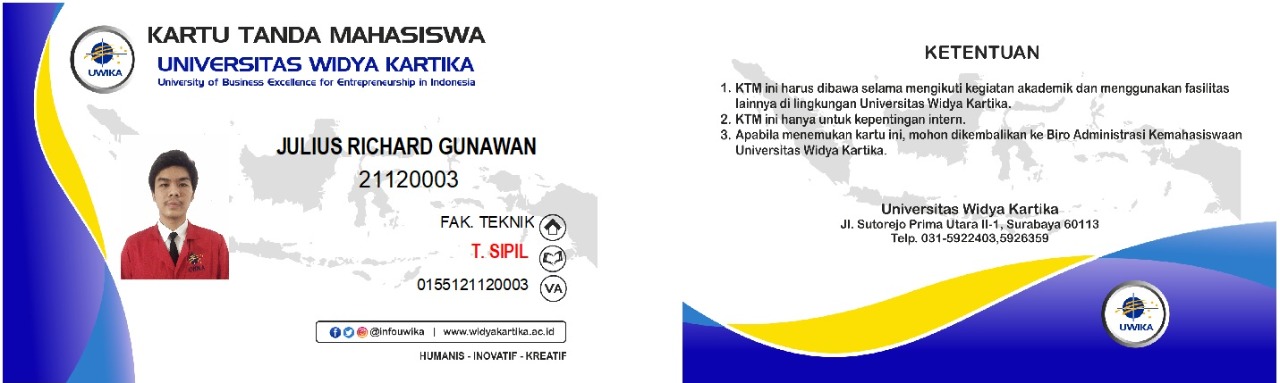 UWIKA
KARTU TANDA MAHASISWA
UNIVERSITAS WIDYA KARTIKA
University of Business Excellence for Entrepreneurship in Indonesia
JULIUS RICHARD GUNAWAN
21120003
FAK. TEKNIK
T. SIPIL
0155121120003 VA
@infouwika | www.widyakartika.ac.id
HUMANIS - INOVATIF - KREATIF
KETENTUAN
1. KTM ini harus dibawa selama mengikuti kegiatan akademik dan menggunakan fasilitas
lainnya di lingkungan Universitas Widya Kartika.
2. KTM ini hanya untuk kepentingan intern.
3. Apabila menemukan kartu ini, mohon dikembalikan ke Biro Administrasi Kemahasiswaan
Universitas Widya Kartika.
Universitas Widya Kartika
Jl. Sutorejo Prima Utara II-1, Surabaya 60113
Telp. 031-5922403,5926359
UWIKA